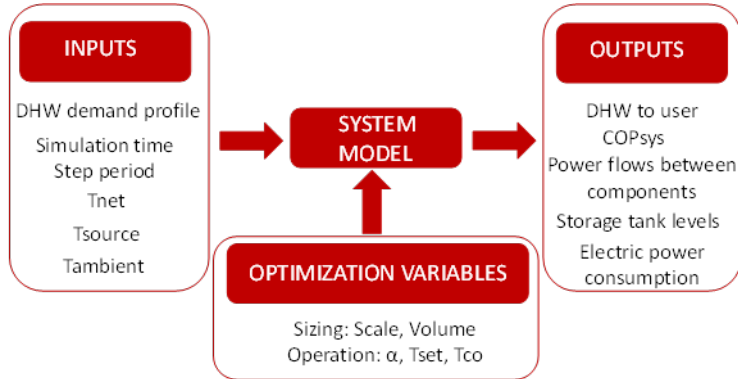 INPUTS
DHW demand profile
Simulation time
Step period
Tnet
Tsource
Tambient
SYSTEM
MODEL
OPTIMIZATION VARIABLES
Sizing: Scale, Volume
Operation: α, Tset, Tco
OUTPUTS
DHW to user
COPsys
Power flows between
components
Storage tank levels
Electric power
consumption